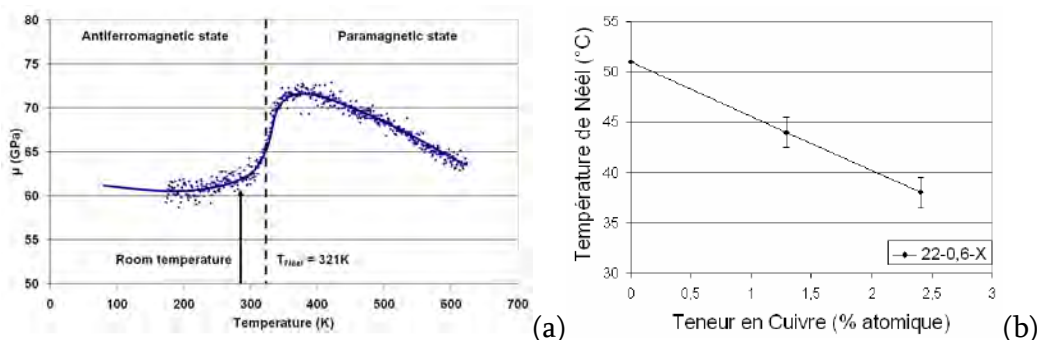 80
75
70
65
60
55
50
μ (GPa)
Antiferromagnetic state
Paramagnetic state
Room temperature
TNéel = 321K
0 100 200 300 400 500 600 700
Temperature (K)
(a)
55
50
45
40
35
30
Température de Néél (°C)
22-0,6-X
0 0,5 1 1,5 2 2,5 3
Teneur en Cuivre (% atomique)
(b)